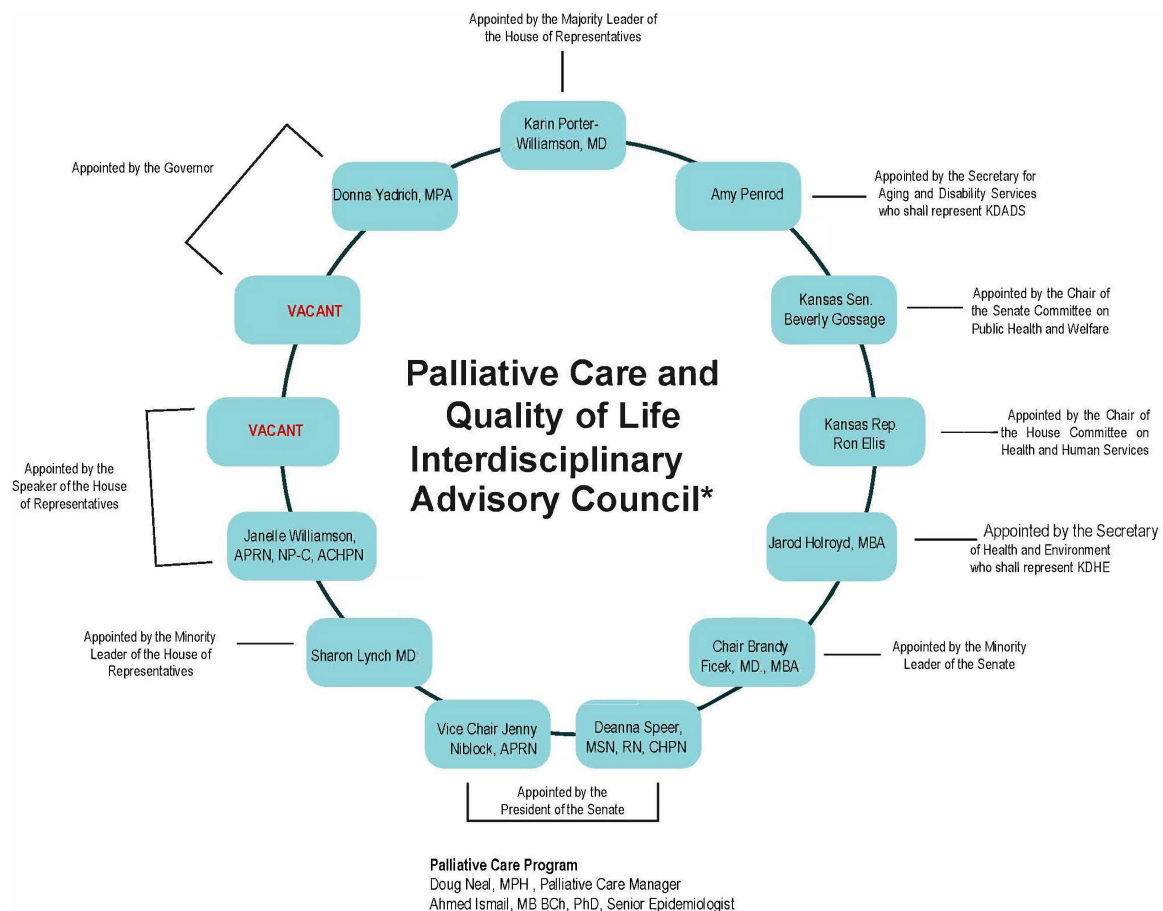 Appointed by the Majority Leader of
the House of Representatives
Karin Porter-
Williamson, MD
Appointed by the Governor
Donna Yadrich, MPA
Amy Penrod
Appointed by the Secretary for
Aging and Disability Services
who shall represent KDADS
VACANT
Kansas Sen.
Beverly Gossage
Appointed by the Chair of
the Senate Committee on
Public Health and Welfare
Palliative Care and
Quality of Life
Interdisciplinary
Advisory Council*
VACANT
Kansas Rep.
Ron Ellis
Appointed by the Chair of
the House Committee on
Health and Human Services
Appointed by the
Speaker of the House
of Representatives
Janelle Williamson,
APRN, NP-C, ACHPN
Jarod Holroyd, MBA
Appointed by the Secretary
of Health and Environment
who shall represent KDHE
Appointed by the Minority
Leader of the House of
Representatives
Sharon Lynch MD
Chair Brandy
Ficek, MD., MBA
Appointed by the Minority
Leader of the Senate
Vice Chair Jenny
Niblock, APRN
Deanna Speer,
MSN, RN, CHPN
Appointed by the
President of the Senate
Palliative Care Program
Doug Neal, MPH , Palliative Care Manager
Ahmed Ismail, MB BCh, PhD, Senior Epidemiologist